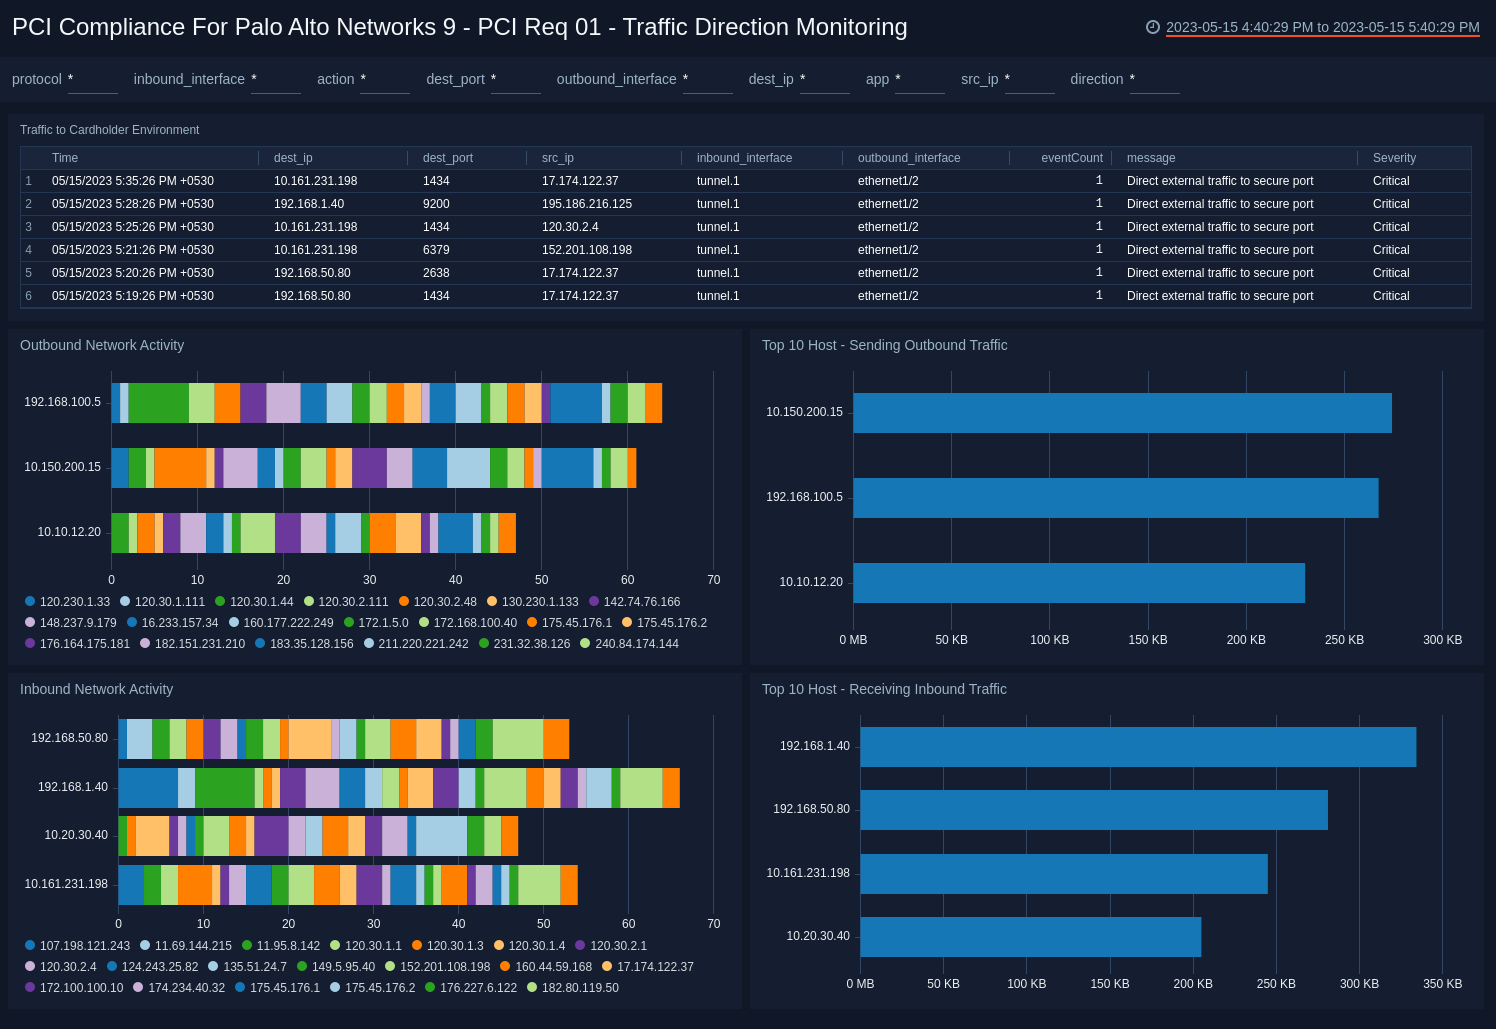 PCI Compliance For Palo Alto Networks 9 - PCI Req 01 - Traffic Direction Monitoring
2023-05-15 4:40:29 PM to 2023-05-15 5:40:29 PM
protocol * inbound_interface * action * dest_port * outbound_interface * dest_ip * app * src_ip * direction *
Traffic to Cardholder Environment
Time dest_ip dest_port src_ip inbound_interface outbound_interface eventCount message Severity
1 05/15/2023 5:35:26 PM +0530 10.161.231.198 1434 17.174.122.37 tunnel.1 ethernet1/2 1 Direct external traffic to secure port Critical
2 05/15/2023 5:28:26 PM +0530 192.168.1.40 9200 195.186.216.125 tunnel.1 ethernet1/2 1 Direct external traffic to secure port Critical
3 05/15/2023 5:25:26 PM +0530 10.161.231.198 1434 120.30.2.4 tunnel.1 ethernet1/2 1 Direct external traffic to secure port Critical
4 05/15/2023 5:21:26 PM +0530 10.161.231.198 6379 152.201.108.198 tunnel.1 ethernet1/2 1 Direct external traffic to secure port Critical
5 05/15/2023 5:20:26 PM +0530 192.168.50.80 2638 17.174.122.37 tunnel.1 ethernet1/2 1 Direct external traffic to secure port Critical
6 05/15/2023 5:19:26 PM +0530 192.168.50.80 1434 17.174.122.37 tunnel.1 ethernet1/2 1 Direct external traffic to secure port Critical
Outbound Network Activity
192.168.100.5
10.150.200.15
10.10.12.20
0 10 20 30 40 50 60 70
120.230.1.33 120.30.1.111 120.30.1.44 120.30.2.111 120.30.2.48 130.230.1.133 142.74.76.166
148.237.9.179 16.233.157.34 160.177.222.249 172.1.5.0 172.168.100.40 175.45.176.1 175.45.176.2
176.164.175.181 182.151.231.210 183.35.128.156 211.220.221.242 231.32.38.126 240.84.174.144
Top 10 Host - Sending Outbound Traffic
10.150.200.15
192.168.100.5
10.10.12.20
0 MB 50 KB 100 KB 150 KB 200 KB 250 KB 300 KB
Inbound Network Activity
192.168.50.80
192.168.1.40
10.20.30.40
10.161.231.198
0 10 20 30 40 50 60 70
107.198.121.243 11.69.144.215 11.95.8.142 120.30.1.1 120.30.1.3 120.30.1.4 120.30.2.1
120.30.2.4 124.243.25.82 135.51.24.7 149.5.95.40 152.201.108.198 160.44.59.168 17.174.122.37
172.100.100.10 174.234.40.32 175.45.176.1 175.45.176.2 176.227.6.122 182.80.119.50
Top 10 Host - Receiving Inbound Traffic
192.168.1.40
192.168.50.80
10.161.231.198
10.20.30.40
0 MB 50 KB 100 KB 150 KB 200 KB 250 KB 300 KB 350 KB